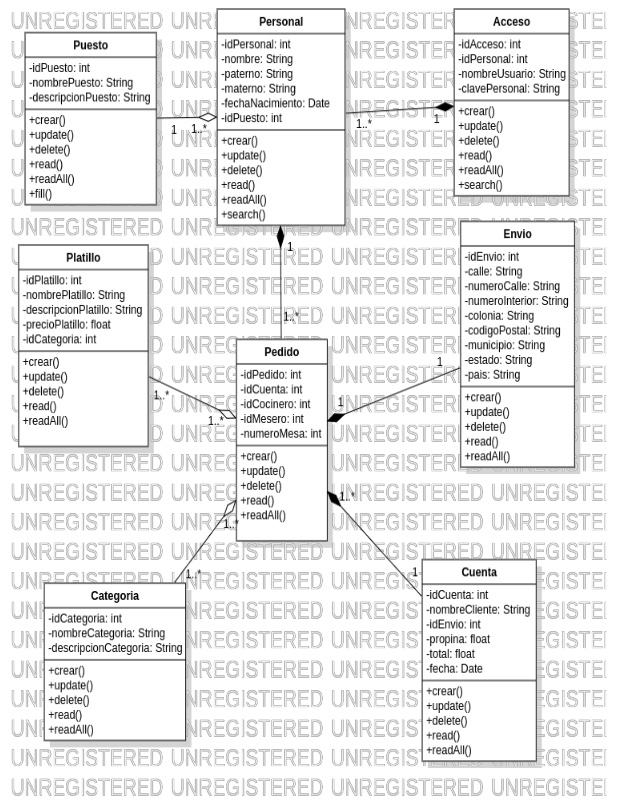 Puesto
-idPuesto: int
-nombrePuesto: String
-descripcionPuesto: String
+crear()
+update()
+delete()
+read()
+readAll()
+fill()
1
1..*
Personal
-idPersonal: int
-nombre: String
-paterno: String
-materno: String
-fechaNacimiento: Date
-idPuesto: int
+crear()
+update()
+delete()
+read()
+readAll()
+search()
1..*
1
Acceso
-idAcceso: int
-idPersonal: int
-nombreUsuario: String
-clavePersonal: String
+crear()
+update()
+delete()
+read()
+readAll()
+search()
1
1..*
Platillo
-idPlatillo: int
-nombrePlatillo: String
-descripcionPlatillo: String
-precioPlatillo: float
-idCategoria: int
+crear()
+update()
+delete()
+read()
+readAll()
1..*
1..*
Pedido
-idPedido: int
-idCuenta: int
-idCocinero: int
-idMesero: int
-numeroMesa: int
+crear()
+update()
+delete()
+read()
+readAll()
1
1
Envio
-idEnvio: int
-calle: String
-numeroCalle: String
-numeroInterior: String
-colonia: String
-codigoPostal: String
-municipio: String
-estado: String
-pais: String
+crear()
+update()
+delete()
+read()
+readAll()
1..*
1..*
1..*
1
Categoria
-idCategoria: int
-nombreCategoria: String
-descripcionCategoria: String
+crear()
+update()
+delete()
+read()
+readAll()
Cuenta
-idCuenta: int
-nombreCliente: String
-idEnvio: int
-propina: float
-total: float
-fecha: Date
+crear()
+update()
+delete()
+read()
+readAll()
UNREGISTERED UNREGISTERED UNREGISTERED UNREGISTE